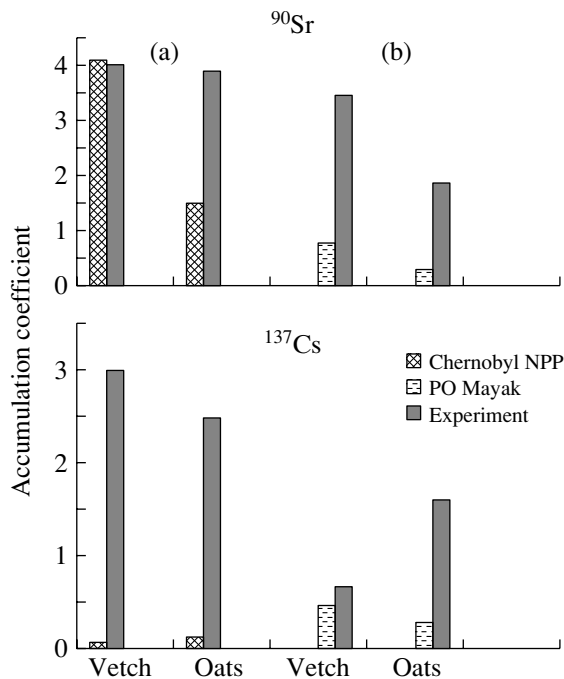 ⁹⁰Sr
(a) (b)
4
3
2
1
0
Accumulation coefficient
¹³⁷Cs
3
2
1
0
Chernobyl NPP
PO Mayak
Experiment
Vetch Oats Vetch Oats